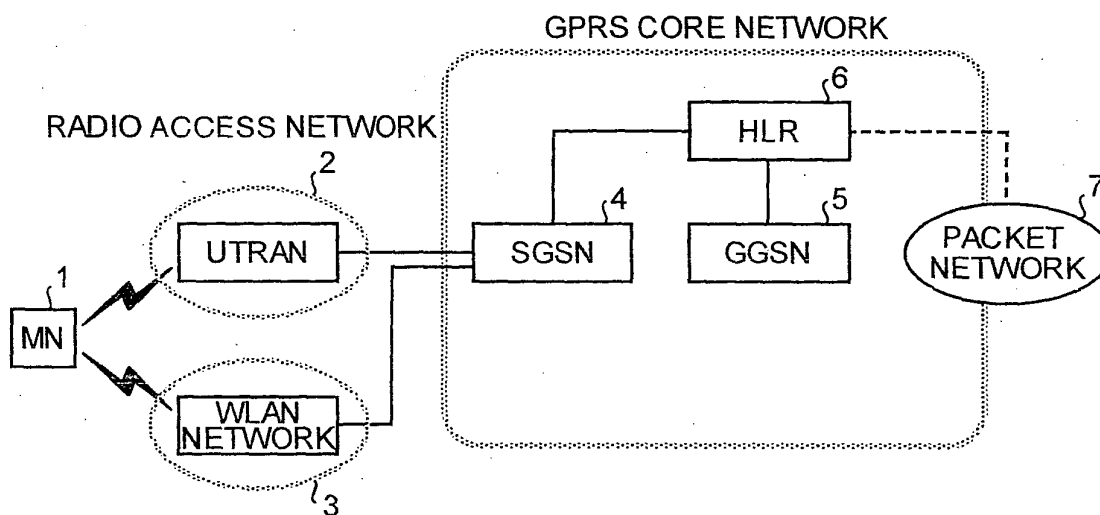 GPRS CORE NETWORK
6
RADIO ACCESS NETWORK
HLR
2
4
5
7
UTRAN
SGSN
GGSN
PACKET
NETWORK
1
MN
WLAN
NETWORK
3